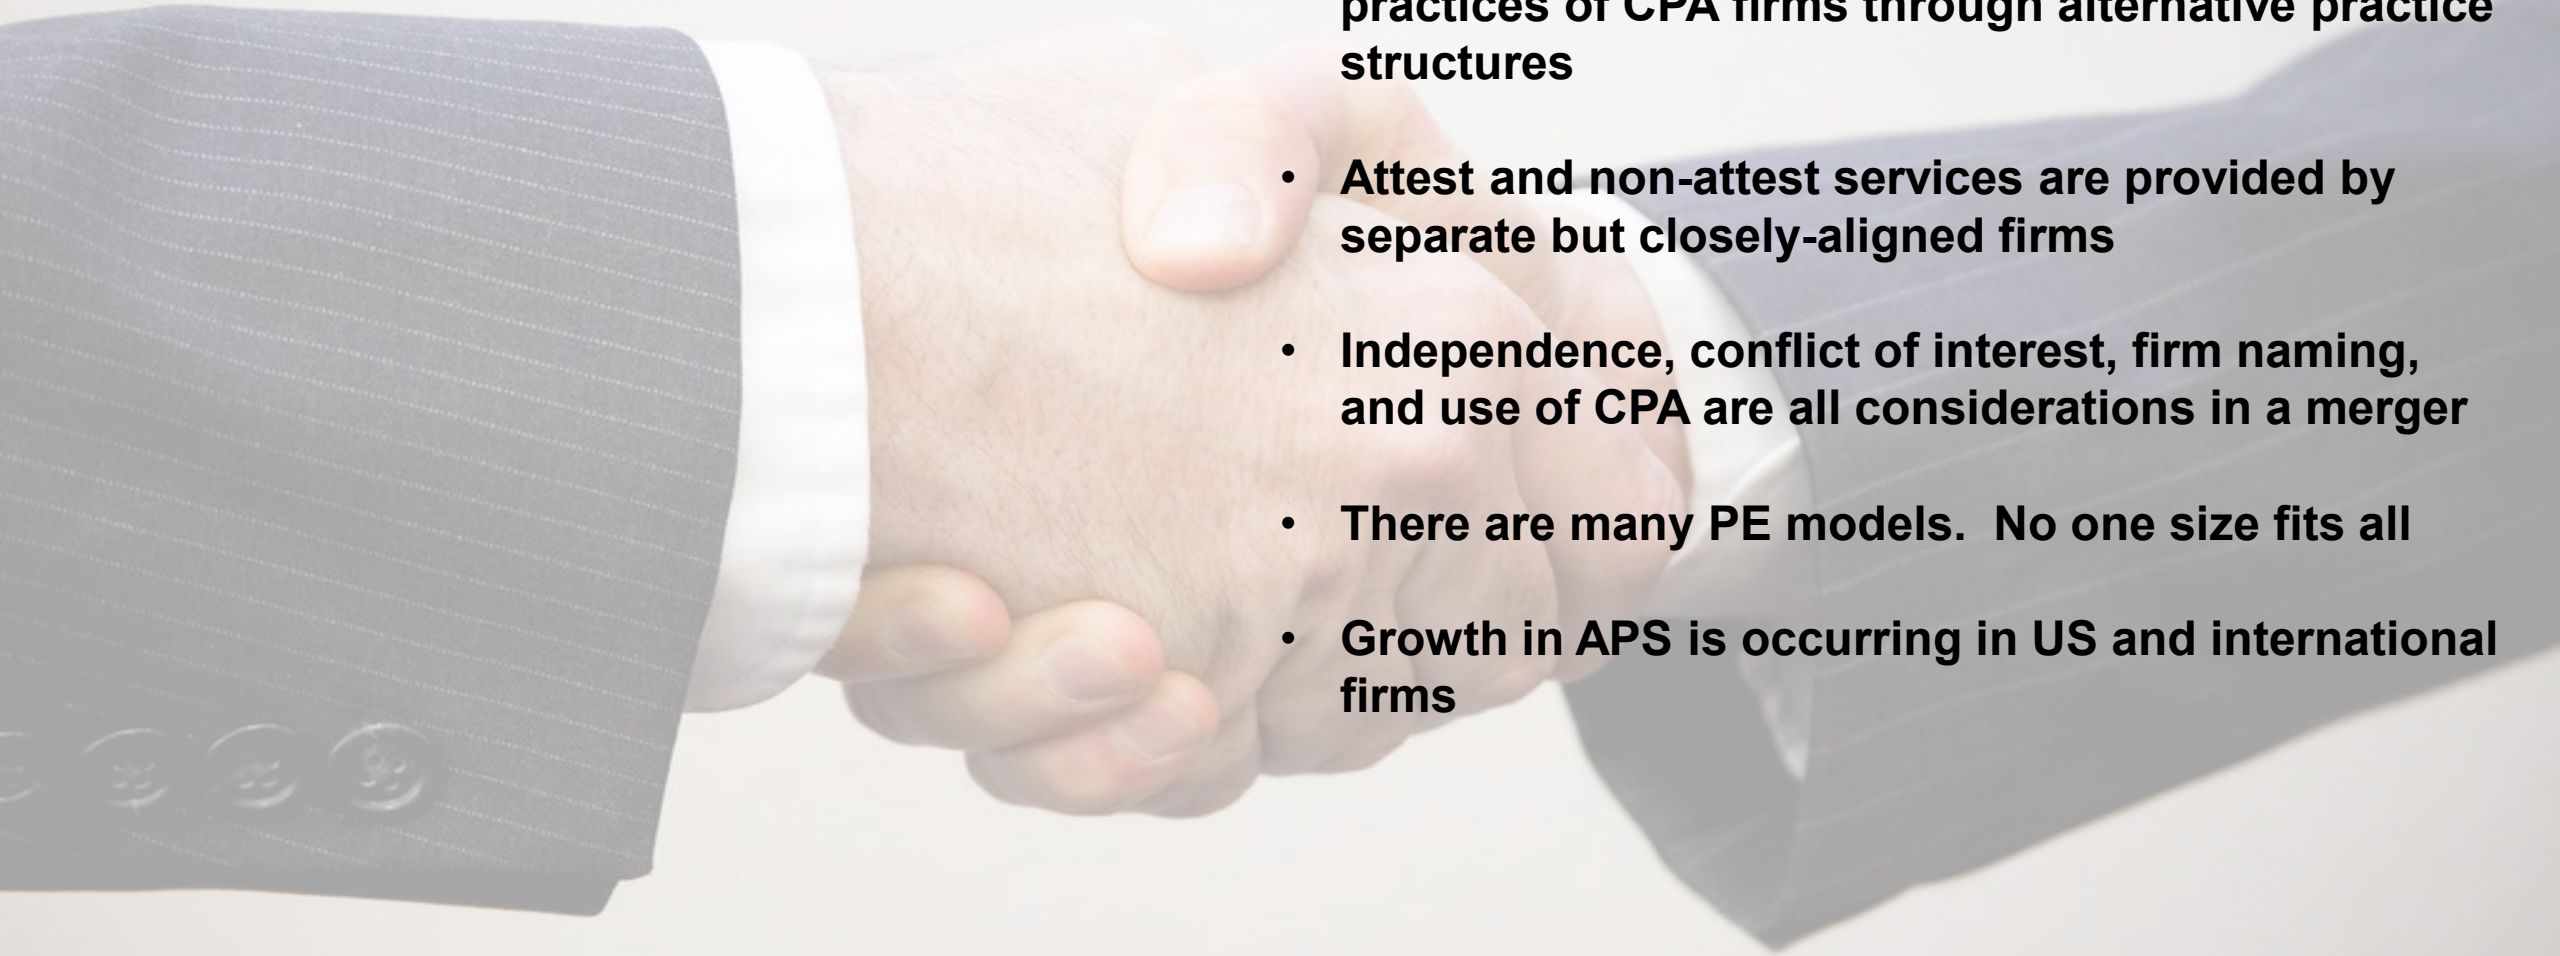 practices of CPA firms through alternative practice
structures
• Attest and non-attest services are provided by
separate but closely-aligned firms
• Independence, conflict of interest, firm naming,
and use of CPA are all considerations in a merger
• There are many PE models.  No one size fits all
• Growth in APS is occurring in US and international
firms